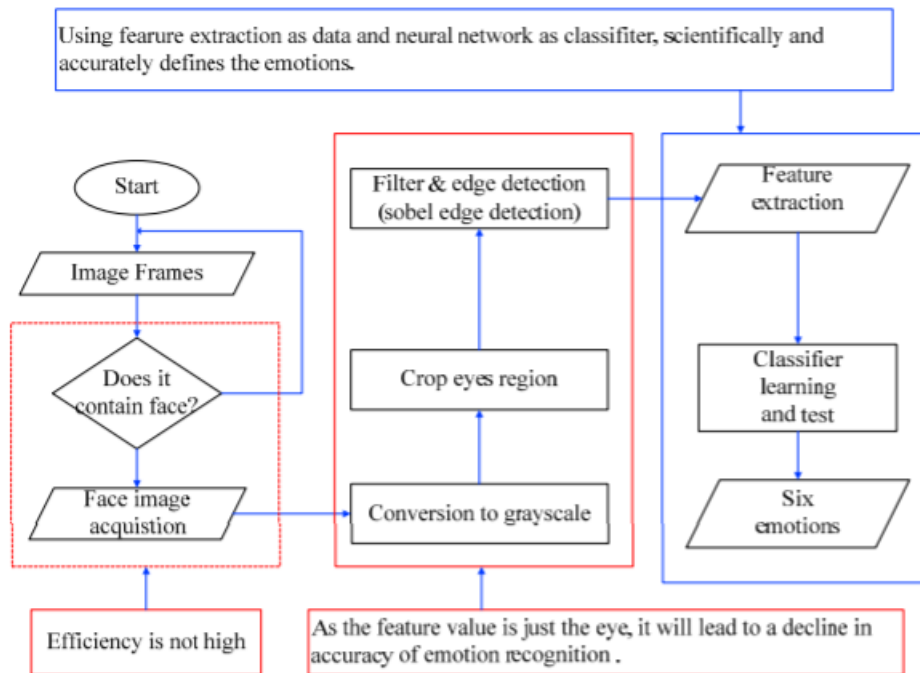 Using feature extraction as data and neural network as classifiter, scientifically and
accurately defines the emotions.
Start
Image Frames
Does it
contain face?
Face image
acquistion
Efficiency is not high
Filter & edge detection
(sobel edge detection)
Crop eyes region
Conversion to grayscale
As the feature value is just the eye, it will lead to a decline in
accuracy of emotion recognition .
Feature
extraction
Classifier
learning
and test
Six
emotions